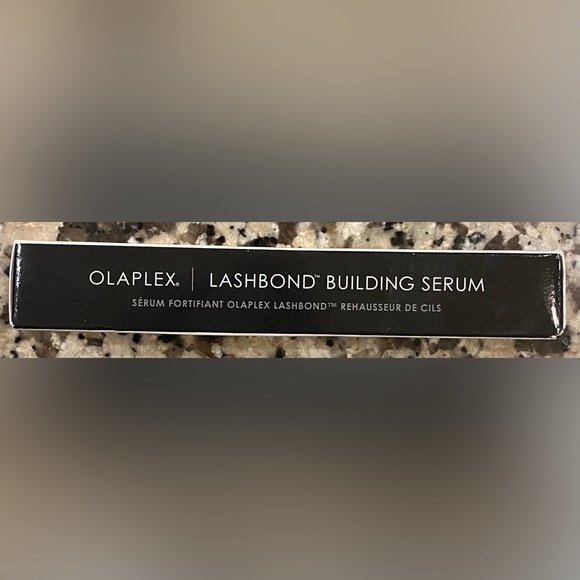 OLAPLEX® | LASHBOND™ BUILDING SERUM
SÉRUM FORTIFIANT OLAPLEX LASHBOND™ REHAUSSEUR DE CILS